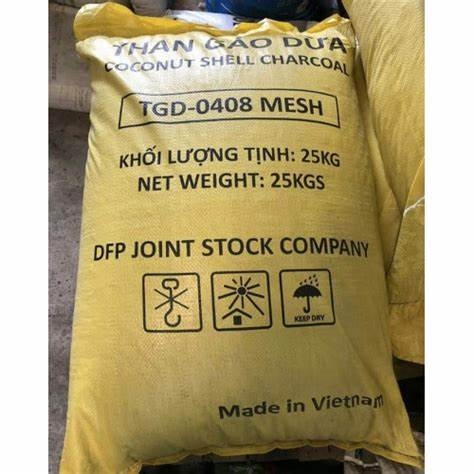 THAN GÁO DỪA
COCONUT SHELL CHARCOAL
TGD-0408 MESH
KHỐI LƯỢNG TỊNH: 25KG
NET WEIGHT: 25KGS
DFP JOINT STOCK COMPANY
KEEP DRY
Made in Vietnam